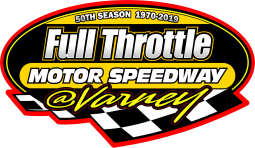 50TH SEASON 1970-2019
Full Throttle
MOTOR SPEEDWAY
@Varney